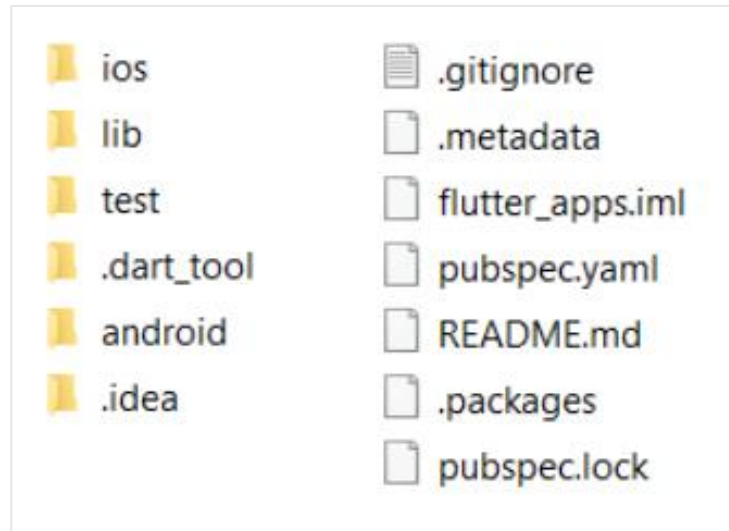 ios
lib
test
.dart_tool
android
.idea
.gitignore
.metadata
flutter_apps.iml
pubspec.yaml
README.md
.packages
pubspec.lock